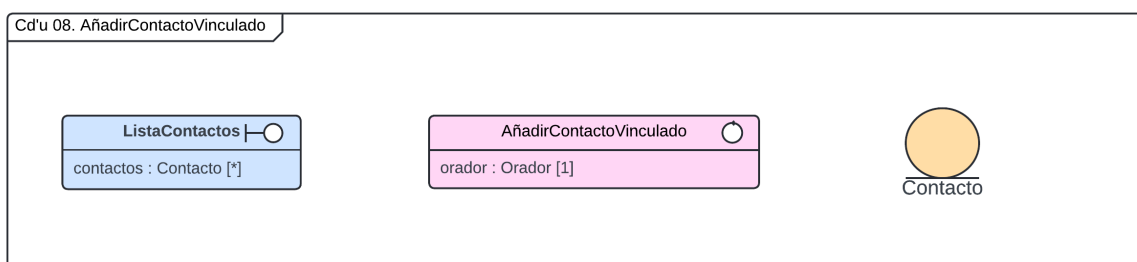 Cd'u 08. AñadirContactoVinculado
ListaContactos
contactos : Contacto [*]
AñadirContactoVinculado
orador : Orador [1]
Contacto